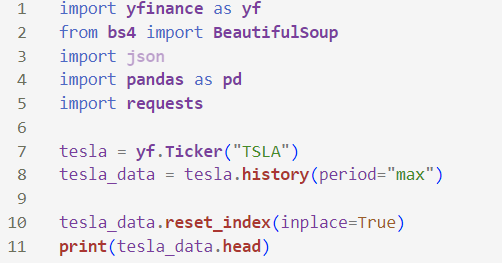 1 import yfinance as yf
2 from bs4 import BeautifulSoup
3 import json
4 import pandas as pd
5 import requests
6
7 tesla = yf.Ticker("TSLA")
8 tesla_data = tesla.history(period="max")
9
10 tesla_data.reset_index(inplace=True)
11 print(tesla_data.head)